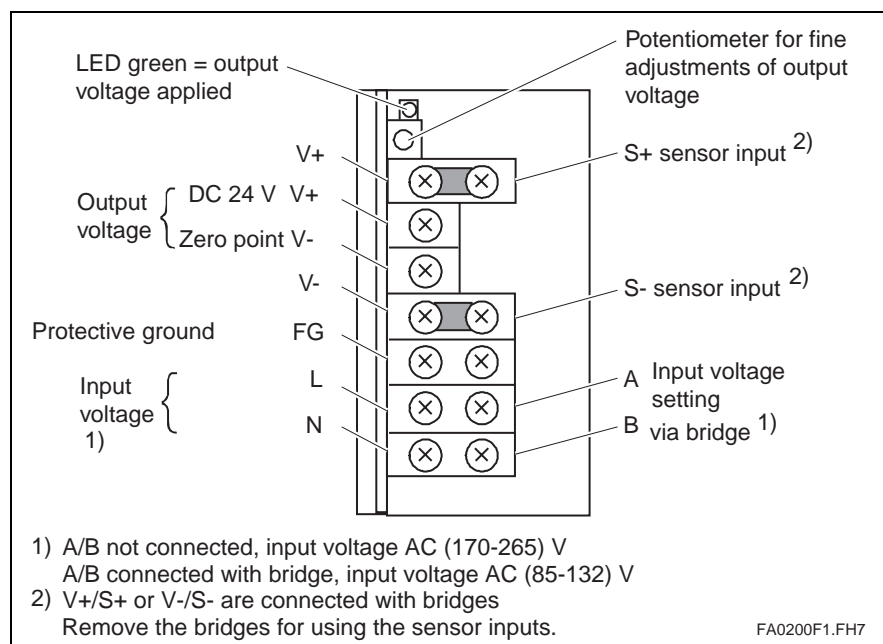 LED green = output
voltage applied
Potentiometer for fine
adjustments of output
voltage
V+
S+ sensor input 2)
Output
voltage
DC 24 V V+
Zero point V-
V-
S- sensor input 2)
Protective ground
FG
Input
voltage
1)
L
N
A
B
Input voltage
setting
via bridge 1)
1) A/B not connected, input voltage AC (170-265) V
A/B connected with bridge, input voltage AC (85-132) V
2) V+/S+ or V-/S- are connected with bridges
Remove the bridges for using the sensor inputs.
FA0200F1.FH7